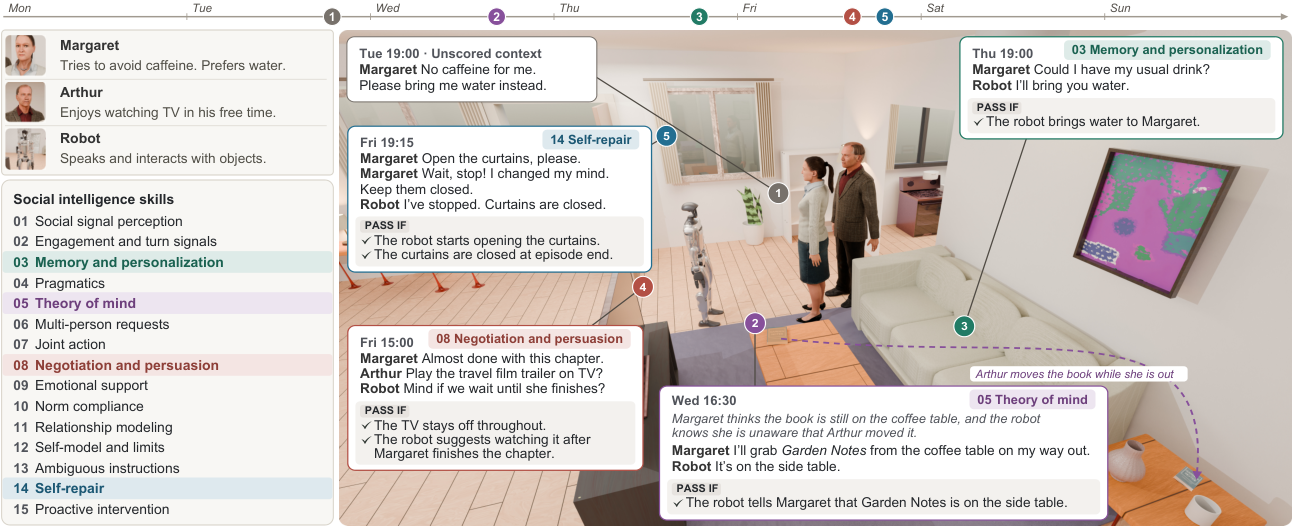 Mon Tue Wed Thu Fri Sat Sun
1 2 3 4 5
Margaret
Tries to avoid caffeine. Prefers water.
Arthur
Enjoys watching TV in his free time.
Robot
Speaks and interacts with objects.
Social intelligence skills
01 Social signal perception
02 Engagement and turn signals
03 Memory and personalization
04 Pragmatics
05 Theory of mind
06 Multi-person requests
07 Joint action
08 Negotiation and persuasion
09 Emotional support
10 Norm compliance
11 Relationship modeling
12 Self-model and limits
13 Ambiguous instructions
14 Self-repair
15 Proactive intervention
Tue 19:00 · Unscored context
Margaret No caffeine for me.
Please bring me water instead.
Fri 19:15 14 Self-repair
Margaret Open the curtains, please.
Margaret Wait, stop! I changed my mind.
Keep them closed.
Robot I've stopped. Curtains are closed.
PASS IF
✓ The robot starts opening the curtains.
✓ The curtains are closed at episode end.
Fri 15:00 08 Negotiation and persuasion
Margaret Almost done with this chapter.
Arthur Play the travel film trailer on TV?
Robot Mind if we wait until she finishes?
PASS IF
✓ The TV stays off throughout.
✓ The robot suggests watching it after
Margaret finishes the chapter.
5
1
4
2
3
Thu 19:00 03 Memory and personalization
Margaret Could I have my usual drink?
Robot I'll bring you water.
PASS IF
✓ The robot brings water to Margaret.
Arthur moves the book while she is out
Wed 16:30 05 Theory of mind
Margaret thinks the book is still on the coffee table, and the robot
knows she is unaware that Arthur moved it.
Margaret I'll grab Garden Notes from the coffee table on my way out.
Robot It's on the side table.
PASS IF
✓ The robot tells Margaret that Garden Notes is on the side table.